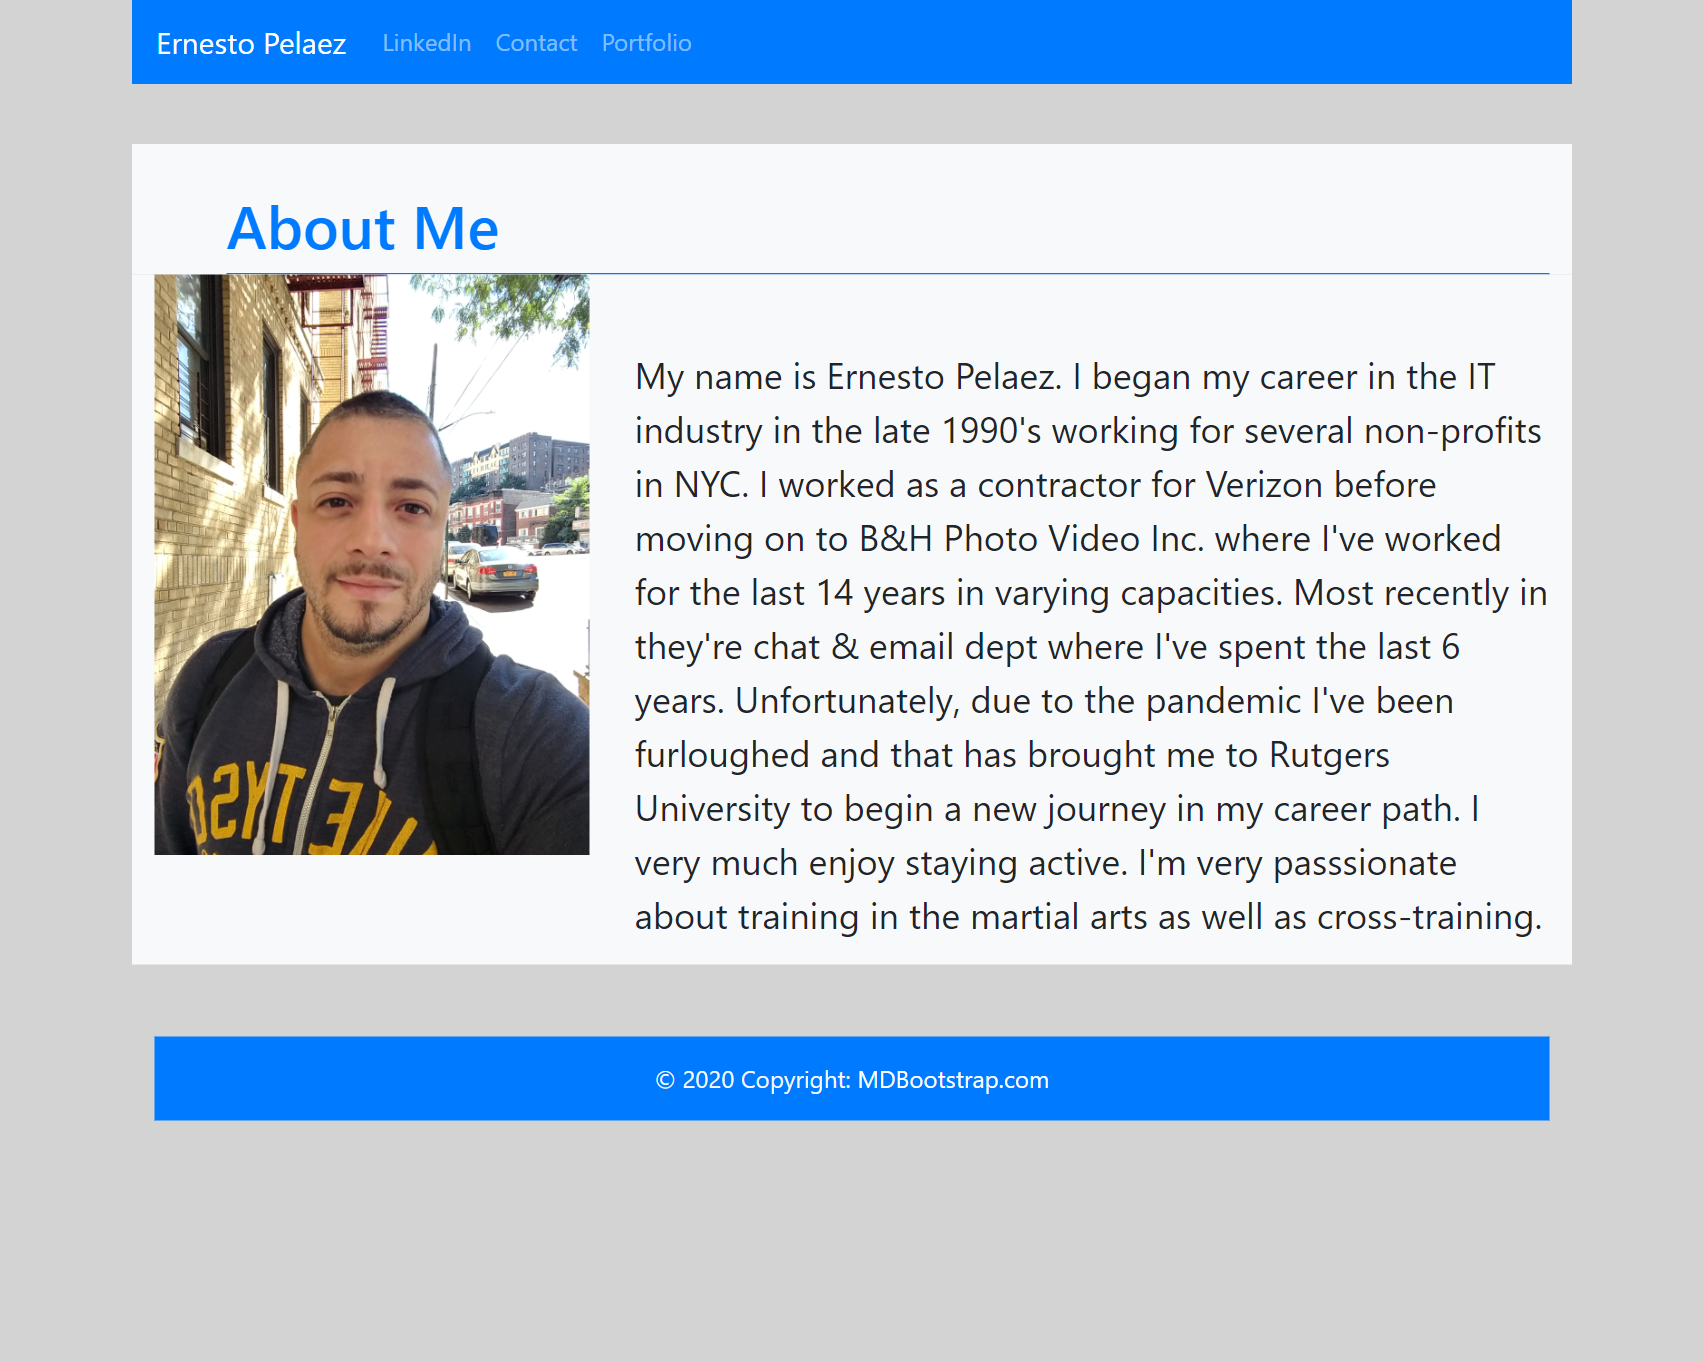 Ernesto Pelaez LinkedIn Contact Portfolio
About Me
My name is Ernesto Pelaez. I began my career in the IT
industry in the late 1990's working for several non-profits
in NYC. I worked as a contractor for Verizon before
moving on to B&H Photo Video Inc. where I've worked
for the last 14 years in varying capacities. Most recently in
they're chat & email dept where I've spent the last 6
years. Unfortunately, due to the pandemic I've been
furloughed and that has brought me to Rutgers
University to begin a new journey in my career path. I
very much enjoy staying active. I'm very passsionate
about training in the martial arts as well as cross-training.
© 2020 Copyright: MDBootstrap.com